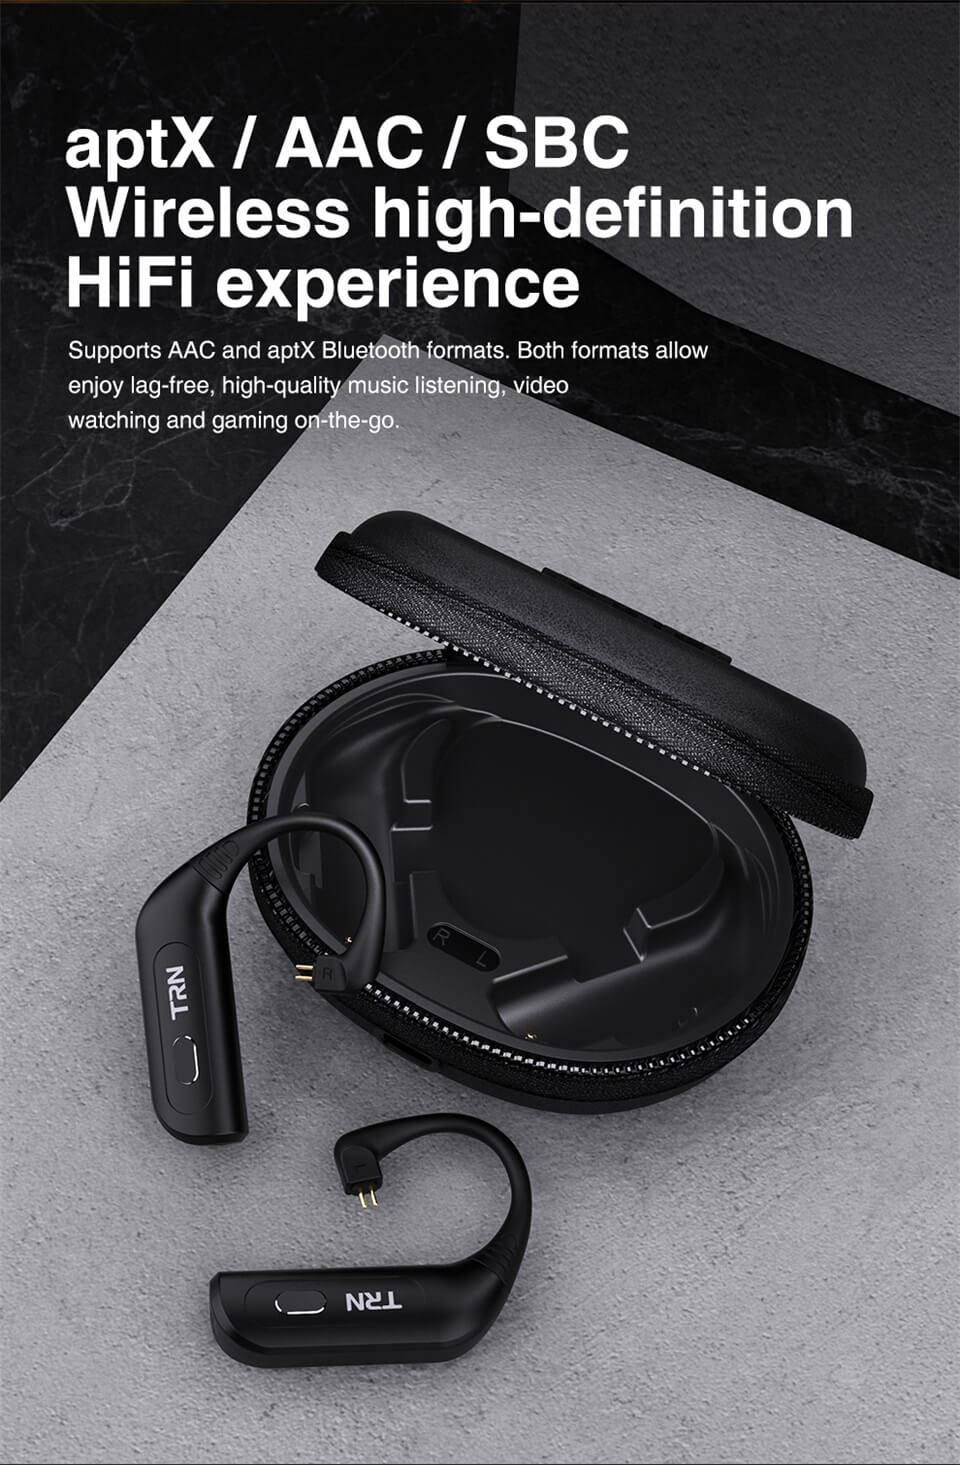 aptX / AAC / SBC
Wireless high-definition
HiFi experience
Supports AAC and aptX Bluetooth formats. Both formats allow
enjoy lag-free, high-quality music listening, video
watching and gaming on-the-go.
R
L
TRN
R
L
TRN